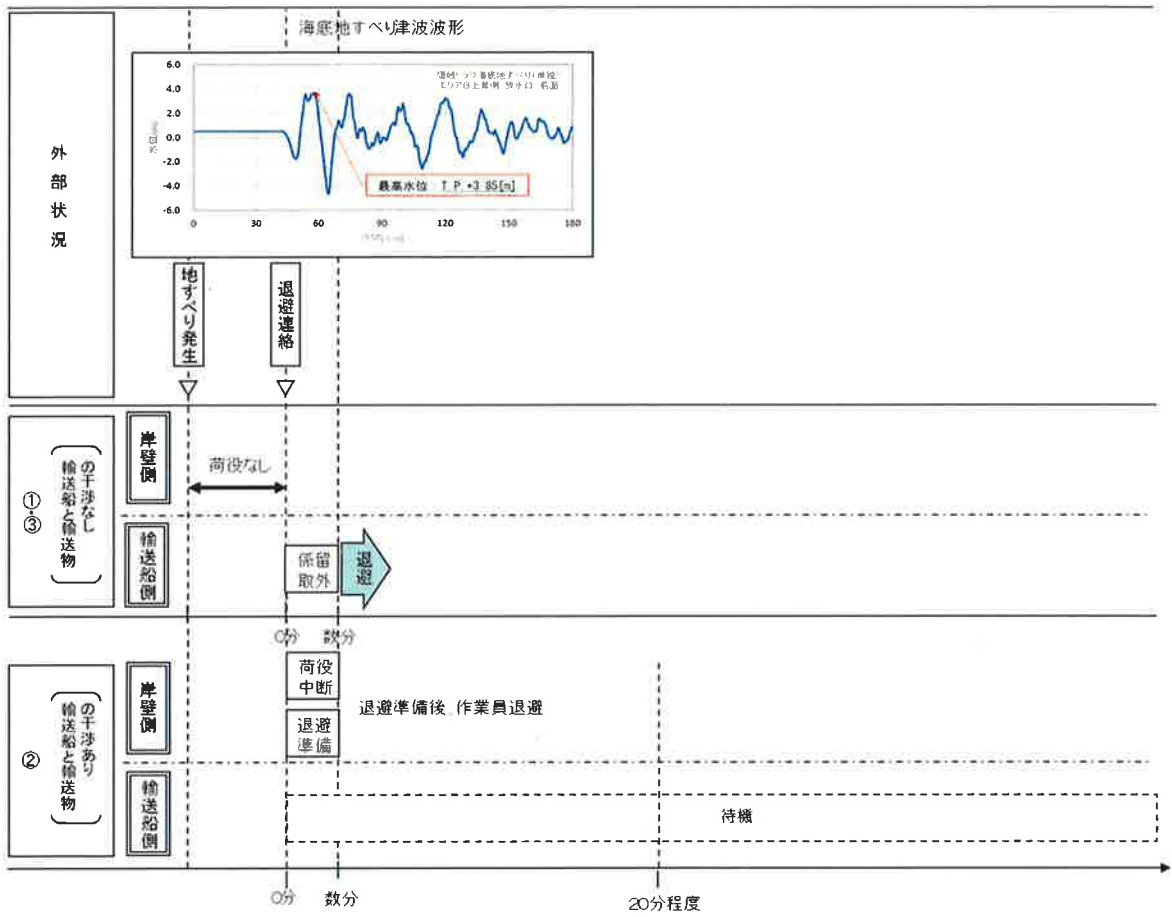 海底地すべり津波波形
6.0
4.0
2.0
0.0
-2.0
-4.0
-6.0
0
30
60
90
120
150
180
最高水位 T.P.+3.85[m]
外部状況
地すべり発生
退避連絡
①・③
輸送船と輸送物
の干渉なし
岸壁側
荷役なし
輸送船側
係留
取外
退避
0分
数分
②
輸送船と輸送物
の干渉あり
岸壁側
荷役
中断
退避
準備
退避準備後 作業員退避
輸送船側
待機
0分
数分
20分程度